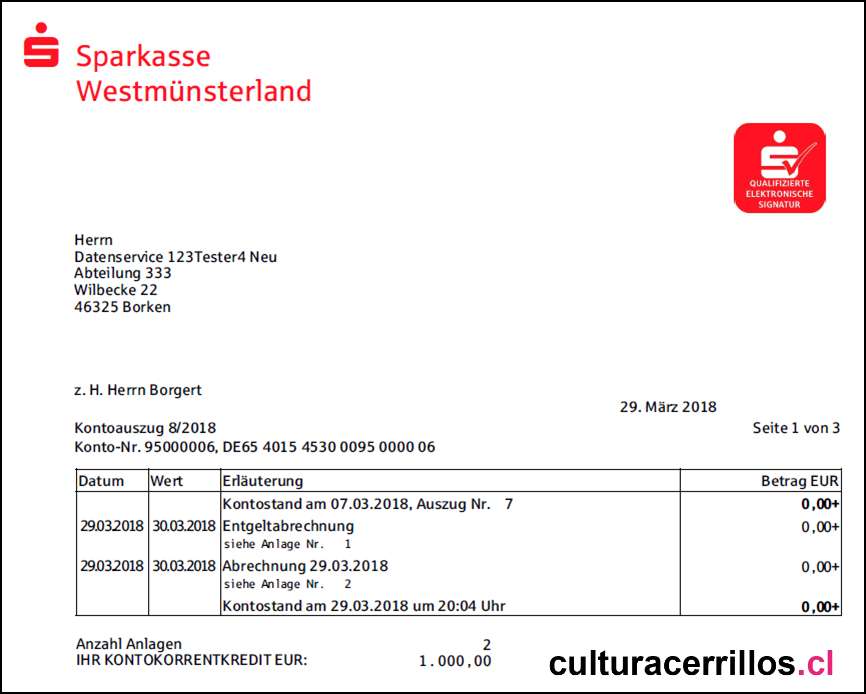 Sparkasse
Westmünsterland
QUALIFIZIERTE
ELEKTRONISCHE
SIGNATUR
Herrn
Datenservice 123Tester4 Neu
Abteilung 333
Wilbecke 22
46325 Borken
z. H. Herrn Borgert
29. März 2018
Kontoauszug 8/2018 Seite 1 von 3
Konto-Nr. 95000006, DE65 4015 4530 0095 0000 06
Datum Wert Erläuterung Betrag EUR
Kontostand am 07.03.2018, Auszug Nr. 7 0,00+
29.03.2018 30.03.2018 Entgeltabrechnung 0,00+
siehe Anlage Nr. 1
29.03.2018 30.03.2018 Abrechnung 29.03.2018 0,00+
siehe Anlage Nr. 2
Kontostand am 29.03.2018 um 20:04 Uhr 0,00+
Anzahl Anlagen 2
IHR KONTOKORRENTKREDIT EUR: 1.000,00
culturacerrillos.cl